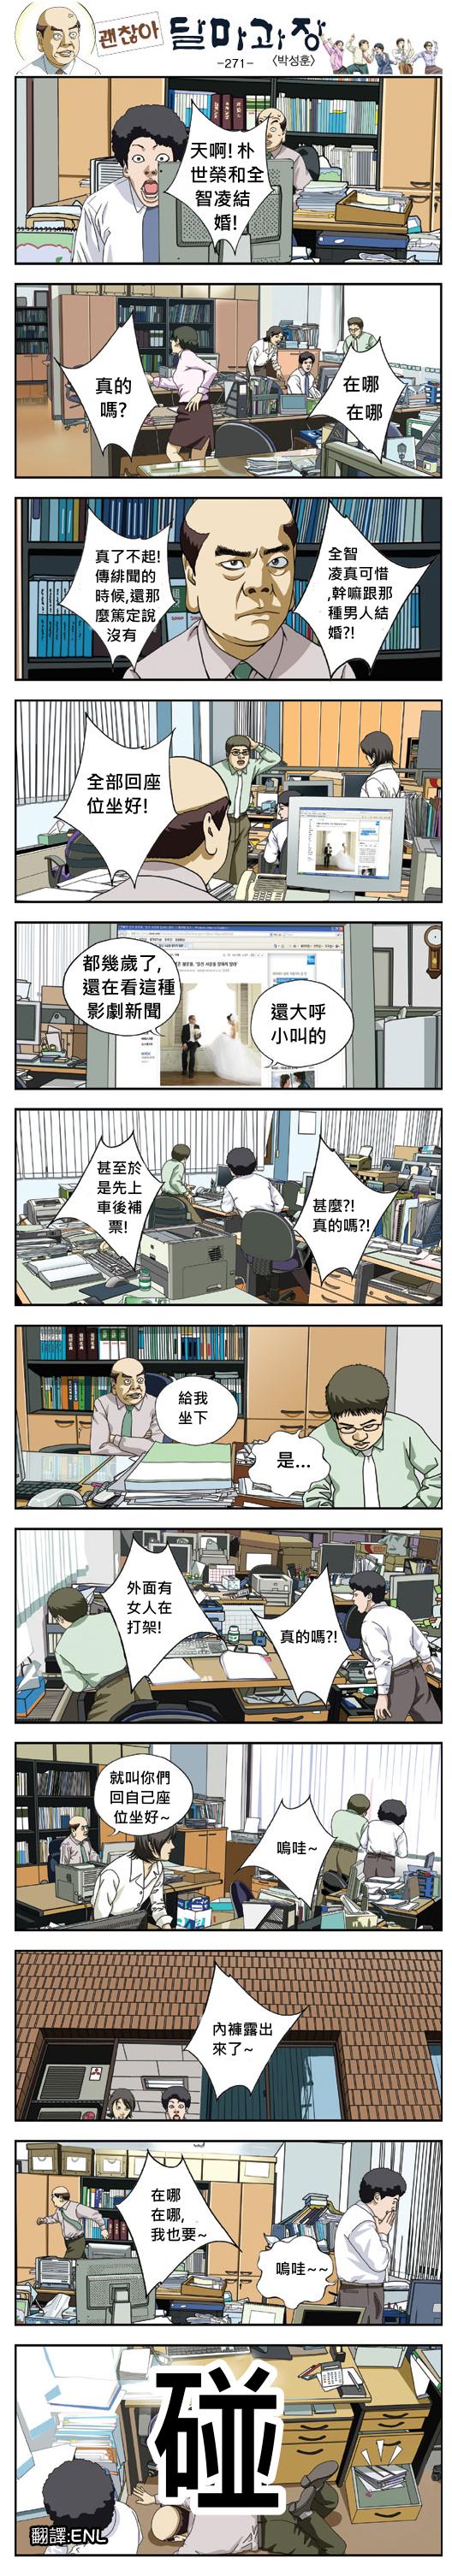 괜찮아 달마과장
-271- <박성훈>
天啊! 朴
世榮和全
智凌結
婚!
真的
嗎?
在哪
在哪
真了不起!
傳緋聞的
時候,還那
麼篤定說
沒有
全智
凌真可惜
,幹嘛跟那
種男人結
婚?!
全部回座
位坐好!
都幾歲了,
還在看這種
影劇新聞
還大呼
小叫的
甚至於
是先上
車後補
票!
甚麼?!
真的嗎?!
給我
坐下
是...
外面有
女人在
打架!
真的嗎?!
就叫你們
回自己座
位坐好~
嗚哇~
內褲露出
來了~
在哪
在哪,
我也要~
嗚哇~~
碰
翻譯:ENL